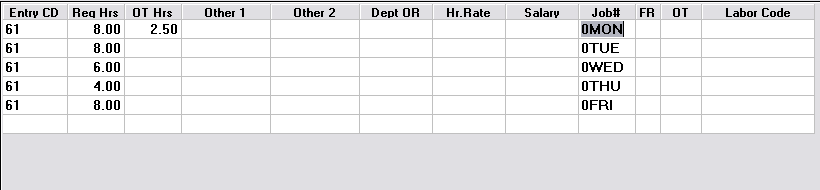 Entry CD Reg Hrs OT Hrs Other 1 Other 2 Dept OR Hr.Rate Salary Job# FR OT Labor Code
61 8.00 2.50 0MON
61 8.00 0TUE
61 6.00 0WED
61 4.00 0THU
61 8.00 0FRI